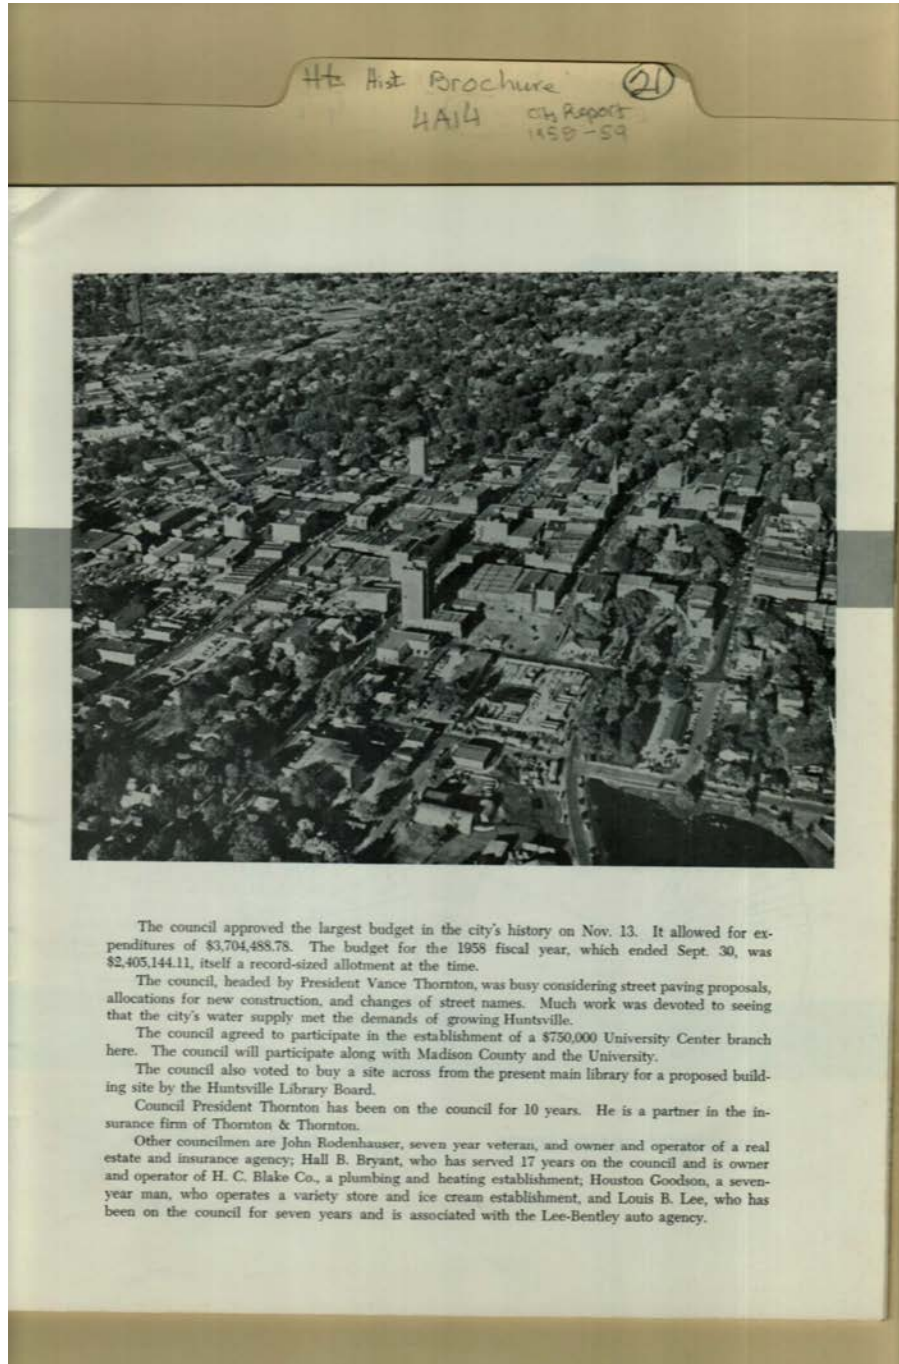 Hts Hist Brochure 21
4A14 City Report
1958-59
The council approved the largest budget in the city's history on Nov. 13. It allowed for ex-
penditures of $3,704,488.78. The budget for the 1958 fiscal year, which ended Sept. 30, was
$2,405,144.11, itself a record-sized allotment at the time.
The council, headed by President Vance Thornton, was busy considering street paving proposals,
allocations for new construction, and changes of street names. Much work was devoted to seeing
that the city's water supply met the demands of growing Huntsville.
The council agreed to participate in the establishment of a $750,000 University Center branch
here. The council will participate along with Madison County and the University.
The council also voted to buy a site across from the present main library for a proposed build-
ing site by the Huntsville Library Board.
Council President Thornton has been on the council for 10 years. He is a partner in the in-
surance firm of Thornton & Thornton.
Other councilmen are John Rodenhauser, seven year veteran, and owner and operator of a real
estate and insurance agency; Hall B. Bryant, who has served 17 years on the council and is owner
and operator of H. C. Blake Co., a plumbing and heating establishment; Houston Goodson, a seven-
year man, who operates a variety store and ice cream establishment, and Louis B. Lee, who has
been on the council for seven years and is associated with the Lee-Bentley auto agency.